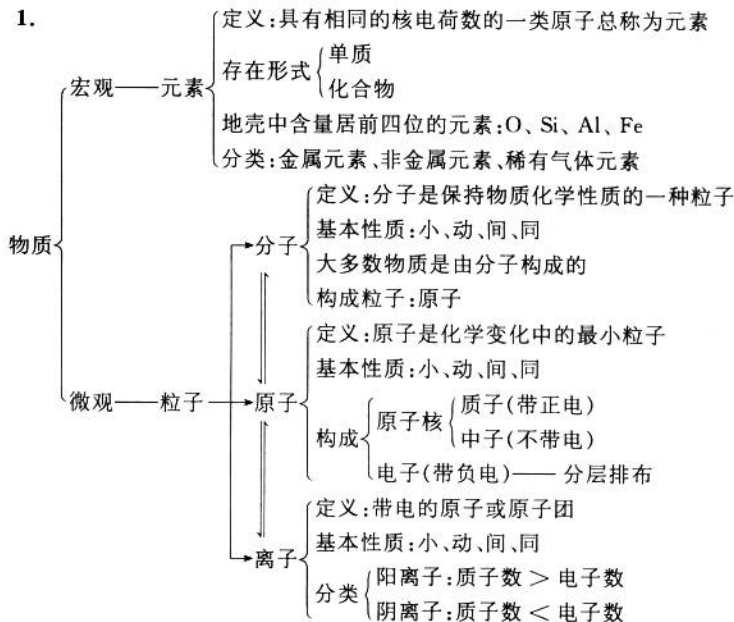 1.
定义:具有相同的核电荷数的一类原子总称为元素
宏观——元素
存在形式
单质
化合物
地壳中含量居前四位的元素:O、Si、Al、Fe
分类:金属元素、非金属元素、稀有气体元素
物质
定义:分子是保持物质化学性质的一种粒子
分子
基本性质:小、动、间、同
大多数物质是由分子构成的
构成粒子:原子
微观——粒子
定义:原子是化学变化中的最小粒子
原子
基本性质:小、动、间、同
构成
原子核
质子(带正电)
中子(不带电)
电子(带负电)—— 分层排布
定义:带电的原子或原子团
离子
基本性质:小、动、间、同
分类
阳离子:质子数 > 电子数
阴离子:质子数 < 电子数